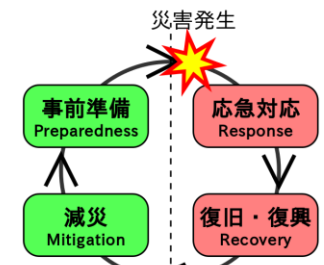 災害発生
事前準備
Preparedness
応急対応
Response
減災
Mitigation
復旧・復興
Recovery